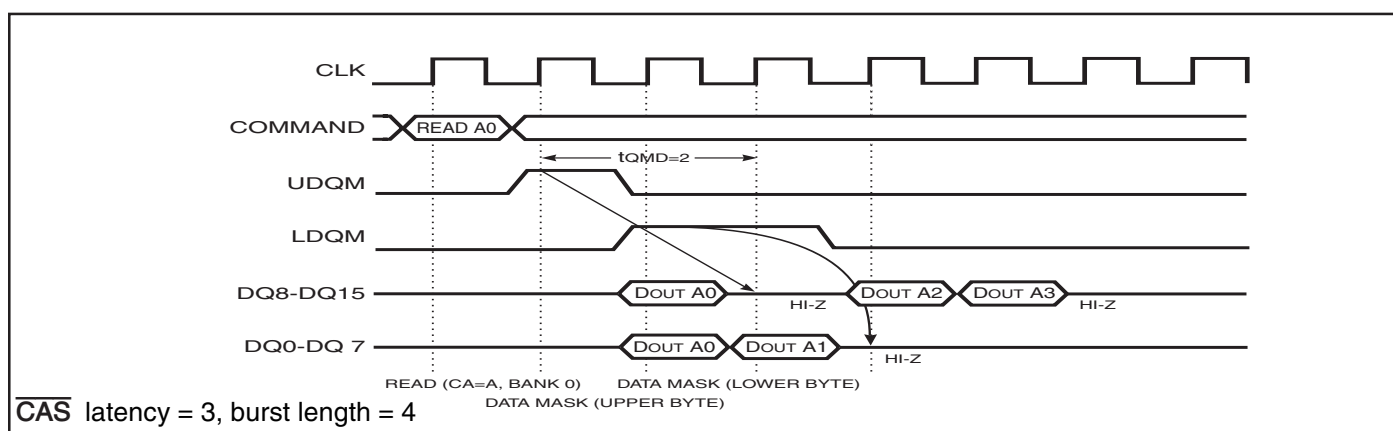 CLK
COMMAND READ A0
tQMD=2
UDQM
LDQM
DQ8-DQ15 DOUT A0 HI-Z DOUT A2 DOUT A3 HI-Z
DQ0-DQ 7 DOUT A0 DOUT A1 HI-Z
READ (CA=A, BANK 0) DATA MASK (LOWER BYTE)
DATA MASK (UPPER BYTE)
CAS latency = 3, burst length = 4